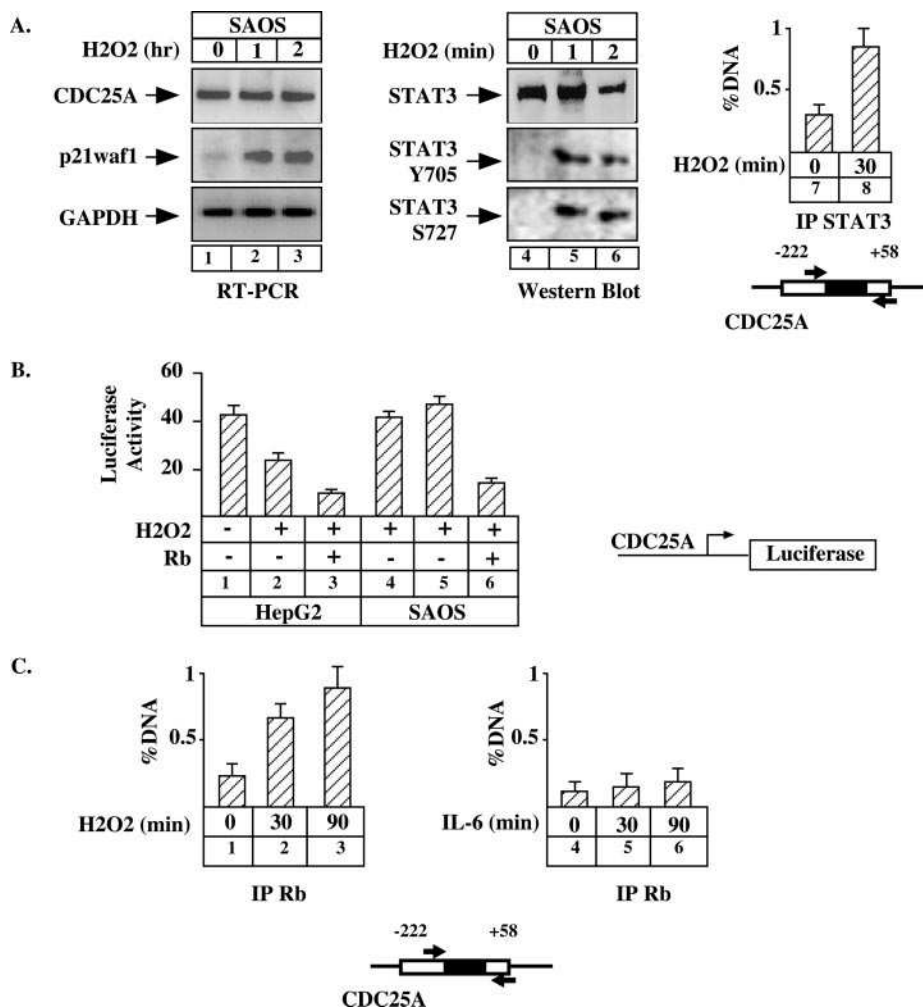 A.
SAOS
H2O2 (hr) 0 1 2
CDC25A
p21waf1
GAPDH
1 2 3
RT-PCR
SAOS
H2O2 (min) 0 1 2
STAT3
STAT3
Y705
STAT3
S727
4 5 6
Western Blot
1
0.5
%DNA
H2O2 (min) 0 30
7 8
IP STAT3
-222 +58
CDC25A
B.
60
40
20
Luciferase
Activity
H2O2 - + + + + +
Rb - - + - - +
1 2 3 4 5 6
HepG2 SAOS
CDC25A
Luciferase
C.
1
0.5
%DNA
H2O2 (min) 0 30 90
1 2 3
IP Rb
1
0.5
%DNA
IL-6 (min) 0 30 90
4 5 6
IP Rb
-222 +58
CDC25A